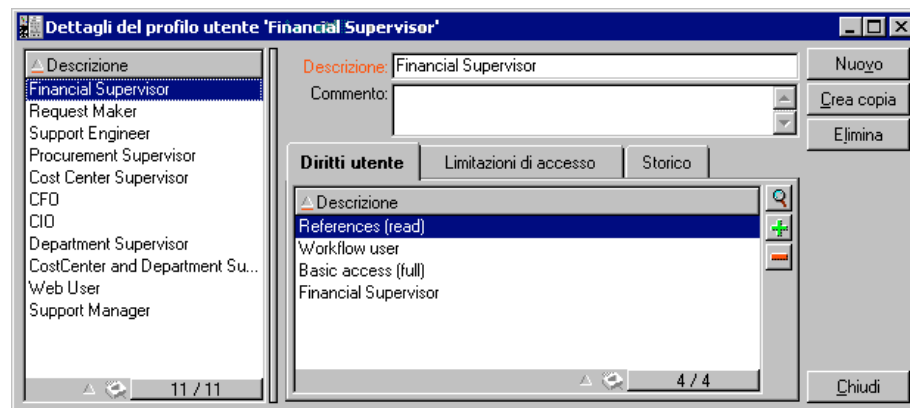 Dettagli del profilo utente 'Financial Supervisor'
Descrizione
Financial Supervisor
Request Maker
Support Engineer
Procurement Supervisor
Cost Center Supervisor
CFO
CIO
Department Supervisor
CostCenter and Department Su...
Web User
Support Manager
11 / 11
Descrizione: Financial Supervisor
Commento:
Diritti utente Limitazioni di accesso Storico
Descrizione
References (read)
Workflow user
Basic access (full)
Financial Supervisor
4 / 4
Nuovo
Crea copia
Elimina
Chiudi